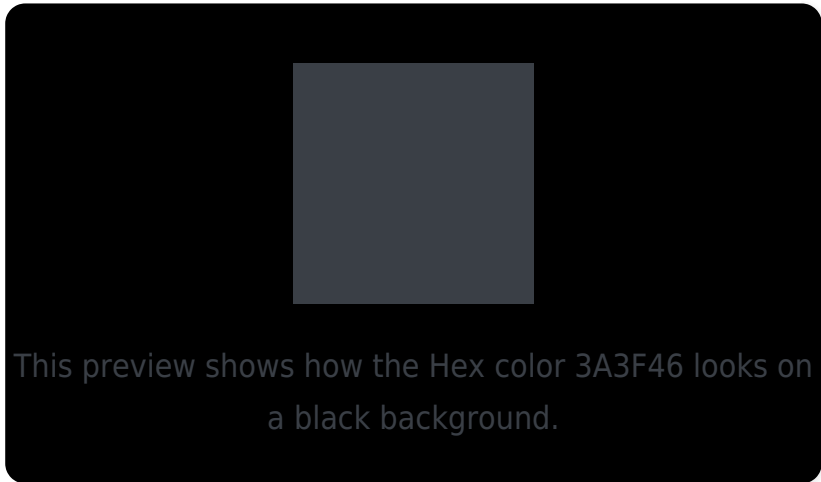 This preview shows how the Hex color 3A3F46 looks on
a black background.